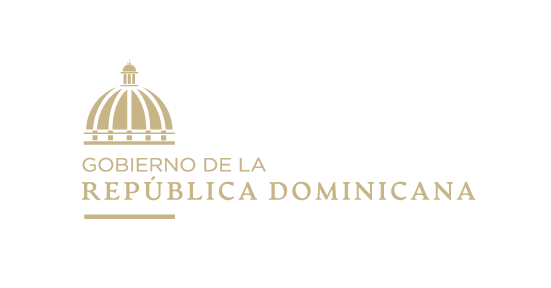 GOBIERNO DE LA
REPÚBLICA DOMINICANA